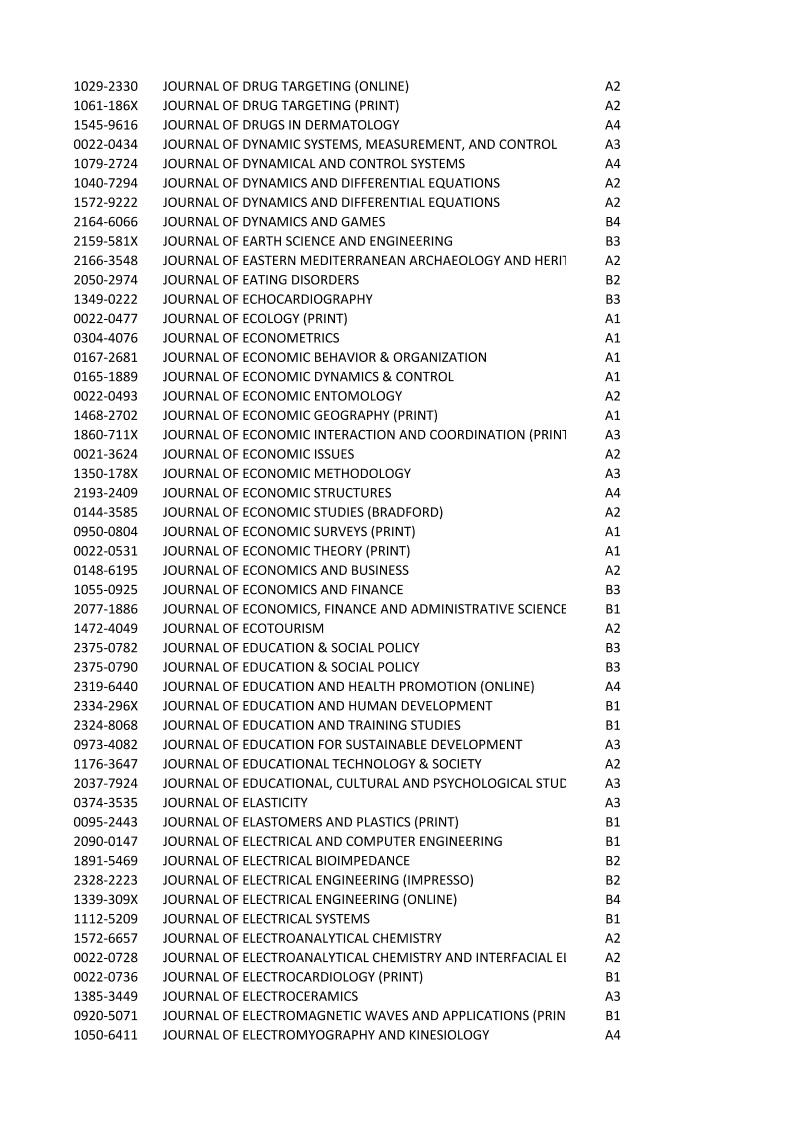 1029-2330 JOURNAL OF DRUG TARGETING (ONLINE) A2
1061-186X JOURNAL OF DRUG TARGETING (PRINT) A2
1545-9616 JOURNAL OF DRUGS IN DERMATOLOGY A4
0022-0434 JOURNAL OF DYNAMIC SYSTEMS, MEASUREMENT, AND CONTROL A3
1079-2724 JOURNAL OF DYNAMICAL AND CONTROL SYSTEMS A4
1040-7294 JOURNAL OF DYNAMICS AND DIFFERENTIAL EQUATIONS A2
1572-9222 JOURNAL OF DYNAMICS AND DIFFERENTIAL EQUATIONS A2
2164-6066 JOURNAL OF DYNAMICS AND GAMES B4
2159-581X JOURNAL OF EARTH SCIENCE AND ENGINEERING B3
2166-3548 JOURNAL OF EASTERN MEDITERRANEAN ARCHAEOLOGY AND HERIT A2
2050-2974 JOURNAL OF EATING DISORDERS B2
1349-0222 JOURNAL OF ECHOCARDIOGRAPHY B3
0022-0477 JOURNAL OF ECOLOGY (PRINT) A1
0304-4076 JOURNAL OF ECONOMETRICS A1
0167-2681 JOURNAL OF ECONOMIC BEHAVIOR & ORGANIZATION A1
0165-1889 JOURNAL OF ECONOMIC DYNAMICS & CONTROL A1
0022-0493 JOURNAL OF ECONOMIC ENTOMOLOGY A2
1468-2702 JOURNAL OF ECONOMIC GEOGRAPHY (PRINT) A1
1860-711X JOURNAL OF ECONOMIC INTERACTION AND COORDINATION (PRINT A3
0021-3624 JOURNAL OF ECONOMIC ISSUES A2
1350-178X JOURNAL OF ECONOMIC METHODOLOGY A3
2193-2409 JOURNAL OF ECONOMIC STRUCTURES A4
0144-3585 JOURNAL OF ECONOMIC STUDIES (BRADFORD) A2
0950-0804 JOURNAL OF ECONOMIC SURVEYS (PRINT) A1
0022-0531 JOURNAL OF ECONOMIC THEORY (PRINT) A1
0148-6195 JOURNAL OF ECONOMICS AND BUSINESS A2
1055-0925 JOURNAL OF ECONOMICS AND FINANCE B3
2077-1886 JOURNAL OF ECONOMICS, FINANCE AND ADMINISTRATIVE SCIENCE B1
1472-4049 JOURNAL OF ECOTOURISM A2
2375-0782 JOURNAL OF EDUCATION & SOCIAL POLICY B3
2375-0790 JOURNAL OF EDUCATION & SOCIAL POLICY B3
2319-6440 JOURNAL OF EDUCATION AND HEALTH PROMOTION (ONLINE) A4
2334-296X JOURNAL OF EDUCATION AND HUMAN DEVELOPMENT B1
2324-8068 JOURNAL OF EDUCATION AND TRAINING STUDIES B1
0973-4082 JOURNAL OF EDUCATION FOR SUSTAINABLE DEVELOPMENT A3
1176-3647 JOURNAL OF EDUCATIONAL TECHNOLOGY & SOCIETY A2
2037-7924 JOURNAL OF EDUCATIONAL, CULTURAL AND PSYCHOLOGICAL STUD A3
0374-3535 JOURNAL OF ELASTICITY A3
0095-2443 JOURNAL OF ELASTOMERS AND PLASTICS (PRINT) B1
2090-0147 JOURNAL OF ELECTRICAL AND COMPUTER ENGINEERING B1
1891-5469 JOURNAL OF ELECTRICAL BIOIMPEDANCE B2
2328-2223 JOURNAL OF ELECTRICAL ENGINEERING (IMPRESSO) B2
1339-309X JOURNAL OF ELECTRICAL ENGINEERING (ONLINE) B4
1112-5209 JOURNAL OF ELECTRICAL SYSTEMS B1
1572-6657 JOURNAL OF ELECTROANALYTICAL CHEMISTRY A2
0022-0728 JOURNAL OF ELECTROANALYTICAL CHEMISTRY AND INTERFACIAL EL A2
0022-0736 JOURNAL OF ELECTROCARDIOLOGY (PRINT) B1
1385-3449 JOURNAL OF ELECTROCERAMICS A3
0920-5071 JOURNAL OF ELECTROMAGNETIC WAVES AND APPLICATIONS (PRIN B1
1050-6411 JOURNAL OF ELECTROMYOGRAPHY AND KINESIOLOGY A4